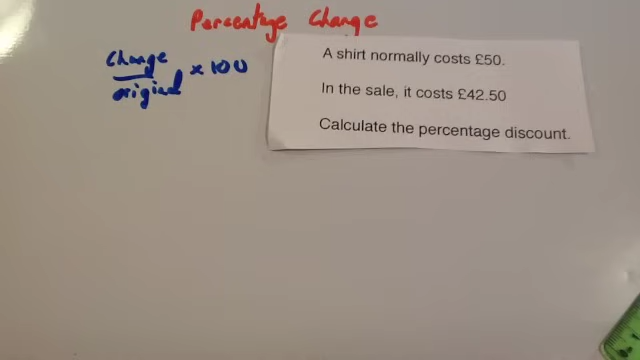 Percentage Change
Change
original
× 100
A shirt normally costs £50.
In the sale, it costs £42.50
Calculate the percentage discount.